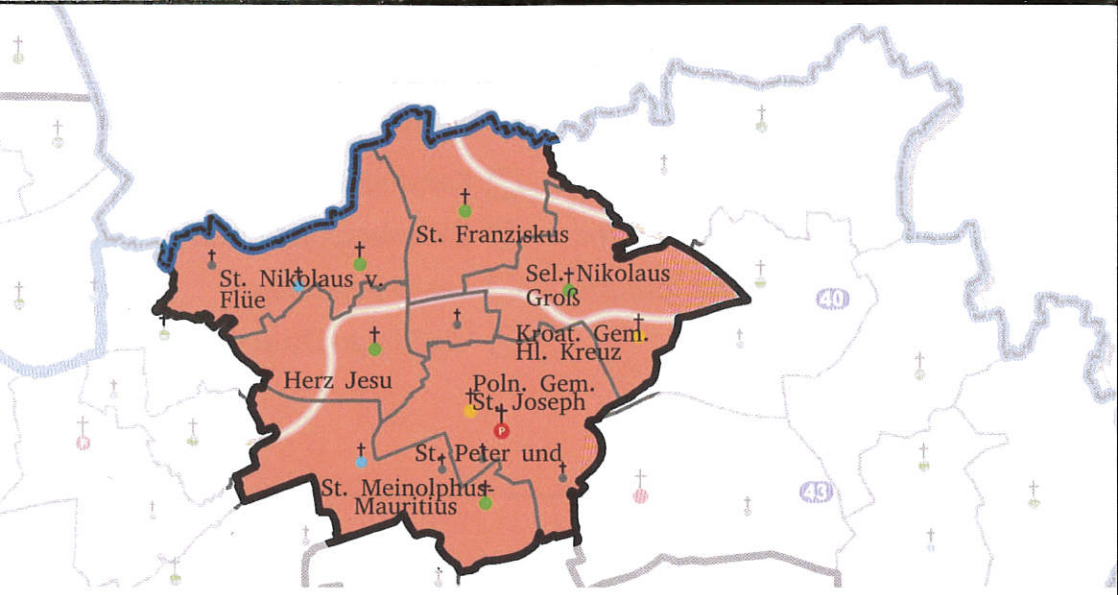 St. Franziskus
St. Nikolaus v.
Flüe
Sel. Nikolaus
Groß
40
Kroat. Gem.
Hl. Kreuz
Herz Jesu
Poln. Gem.
St. Joseph
P
St. Peter und
P
St. Meinolphus-
Mauritius
43